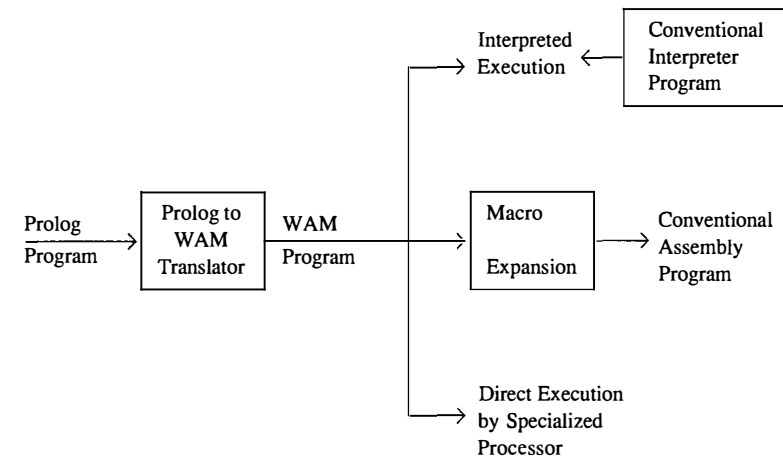 Interpreted
Execution
Conventional
Interpreter
Program
Prolog
Program
Prolog to
WAM
Translator
WAM
Program
Macro
Expansion
Conventional
Assembly
Program
Direct Execution
by Specialized
Processor